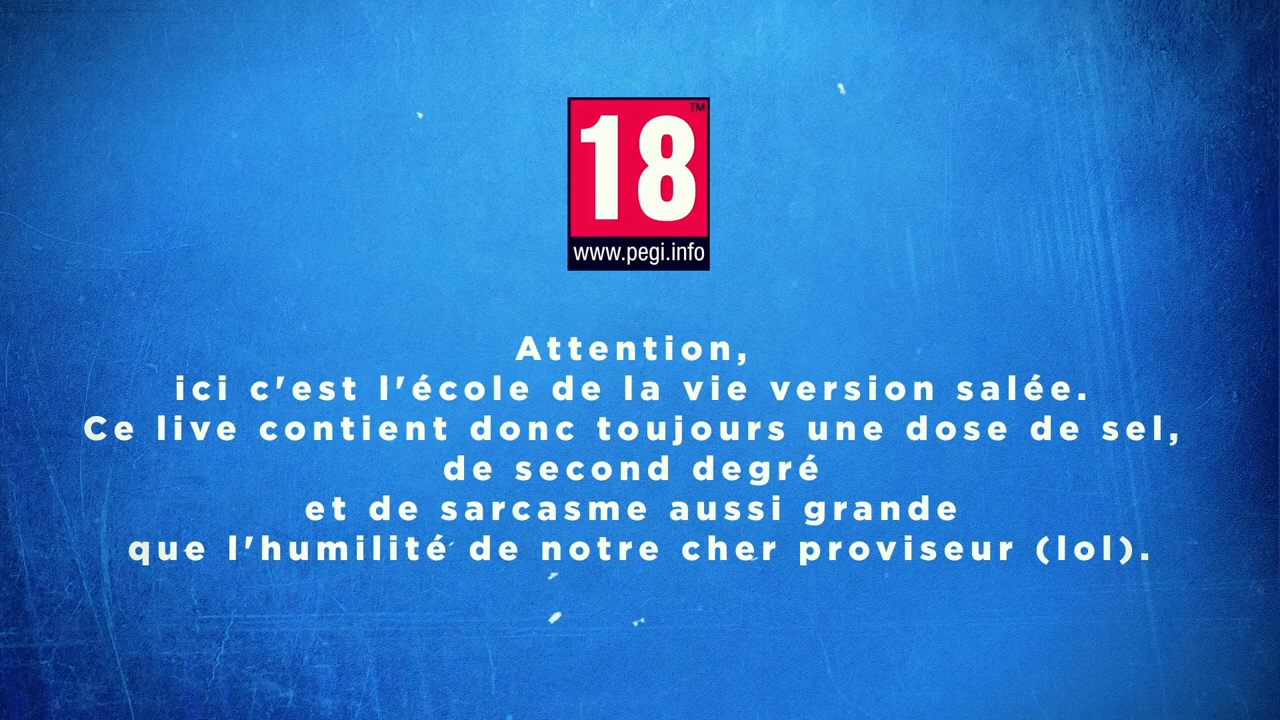 TM
18
www.pegi.info
Attention,
ici c'est l'école de la vie version salée.
Ce live contient donc toujours une dose de sel,
de second degré
et de sarcasme aussi grande
que l'humilité de notre cher proviseur (lol).